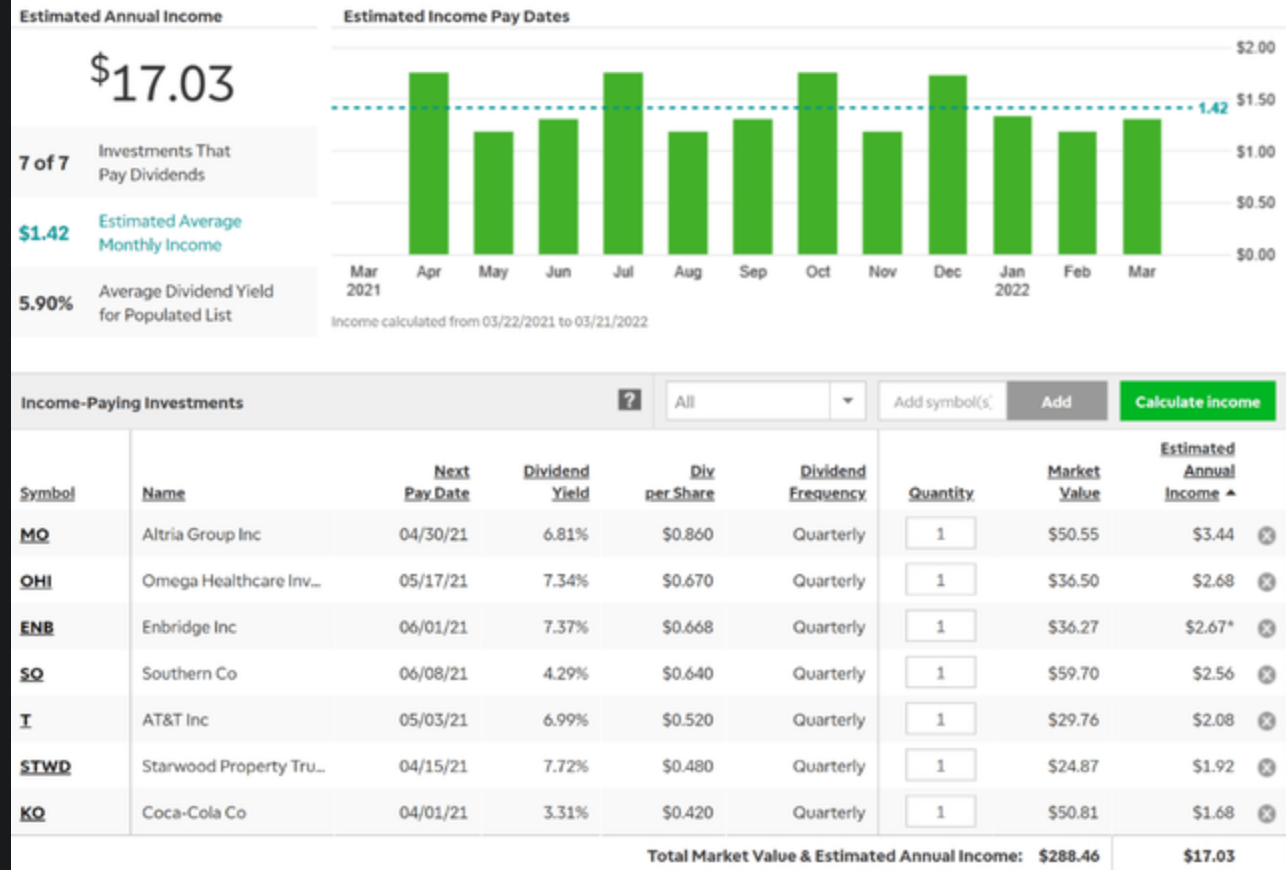 Estimated Annual Income
$17.03
7 of 7 Investments That Pay Dividends
$1.42 Estimated Average Monthly Income
5.90% Average Dividend Yield for Populated List
Estimated Income Pay Dates
$2.00
$1.50
1.42
$1.00
$0.50
$0.00
Mar 2021 Apr May Jun Jul Aug Sep Oct Nov Dec Jan 2022 Feb Mar
Income calculated from 03/22/2021 to 03/21/2022
Income-Paying Investments ? All Add symbol(s) Add Calculate income
Symbol Name Next Pay Date Dividend Yield Div per Share Dividend Frequency Quantity Market Value Estimated Annual Income
MO Altria Group Inc 04/30/21 6.81% $0.860 Quarterly 1 $50.55 $3.44
OHI Omega Healthcare Inv... 05/17/21 7.34% $0.670 Quarterly 1 $36.50 $2.68
ENB Enbridge Inc 06/01/21 7.37% $0.668 Quarterly 1 $36.27 $2.67*
SO Southern Co 06/08/21 4.29% $0.640 Quarterly 1 $59.70 $2.56
T AT&T Inc 05/03/21 6.99% $0.520 Quarterly 1 $29.76 $2.08
STWD Starwood Property Tru... 04/15/21 7.72% $0.480 Quarterly 1 $24.87 $1.92
KO Coca-Cola Co 04/01/21 3.31% $0.420 Quarterly 1 $50.81 $1.68
Total Market Value & Estimated Annual Income: $288.46 $17.03